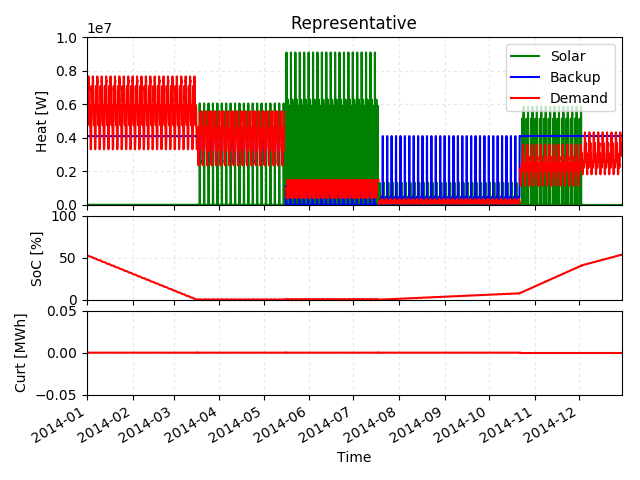 Representative
1e7
1.0
0.8
0.6
0.4
0.2
0.0
Heat [W]
Solar
Backup
Demand
100
50
0
SoC [%]
0.05
0.00
−0.05
Curt [MWh]
2014-01
2014-02
2014-03
2014-04
2014-05
2014-06
2014-07
2014-08
2014-09
2014-10
2014-11
2014-12
Time